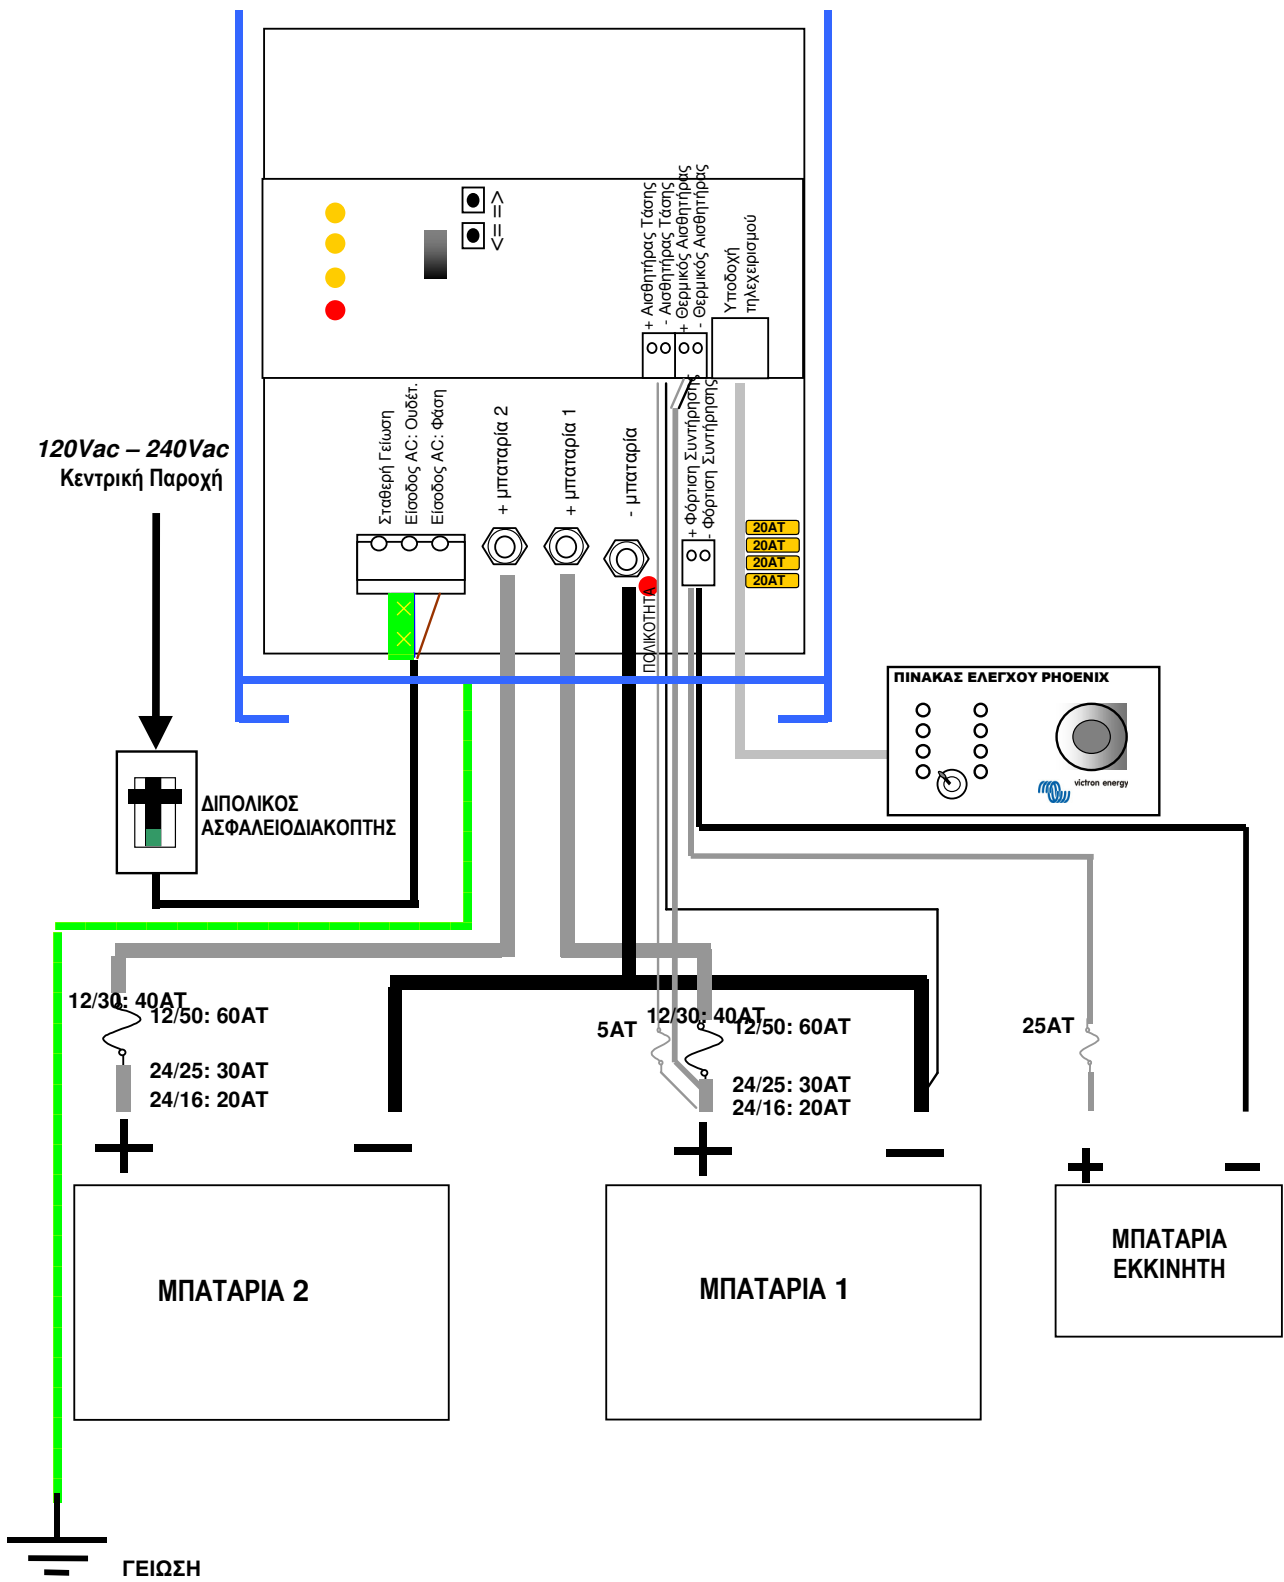 <= =>
+ Αισθητήρας Τάσης
- Αισθητήρας Τάσης
+ Θερμικός Αισθητήρας
- Θερμικός Αισθητήρας
Υποδοχή
τηλεχειρισμού
120Vac – 240Vac
Κεντρική Παροχή
Σταθερή Γείωση
Είσοδος AC: Ουδέτ.
Είσοδος AC: Φάση
+ μπαταρία 2
+ μπαταρία 1
- μπαταρία
+ Φόρτιση Συντήρησης
- Φόρτιση Συντήρησης
20AT
20AT
20AT
20AT
ΠΟΛΙΚΟΤΗΤΑ
ΠΙΝΑΚΑΣ ΕΛΕΓΧΟΥ PHOENIX
victron energy
ΔΙΠΟΛΙΚΟΣ
ΑΣΦΑΛΕΙΟΔΙΑΚΟΠΤΗΣ
12/30: 40AT
12/50: 60AT
24/25: 30AT
24/16: 20AT
5AT
12/30: 40AT
12/50: 60AT
24/25: 30AT
24/16: 20AT
25AT
+
–
+
–
+
–
ΜΠΑΤΑΡΙΑ 2
ΜΠΑΤΑΡΙΑ 1
ΜΠΑΤΑΡΙΑ
ΕΚΚΙΝΗΤΗ
ΓΕΙΩΣΗ